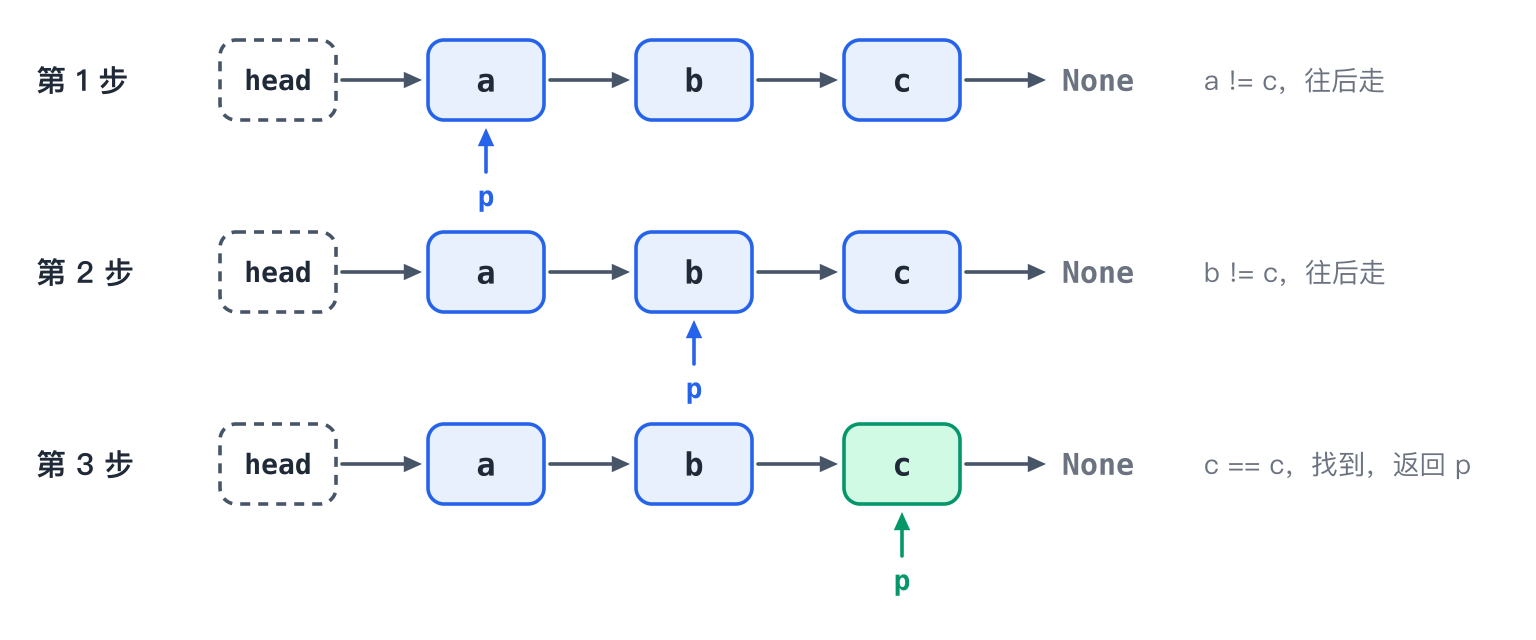 第 1 步 head a b c None a != c，往后走
p
第 2 步 head a b c None b != c，往后走
p
第 3 步 head a b c None c == c，找到，返回 p
p